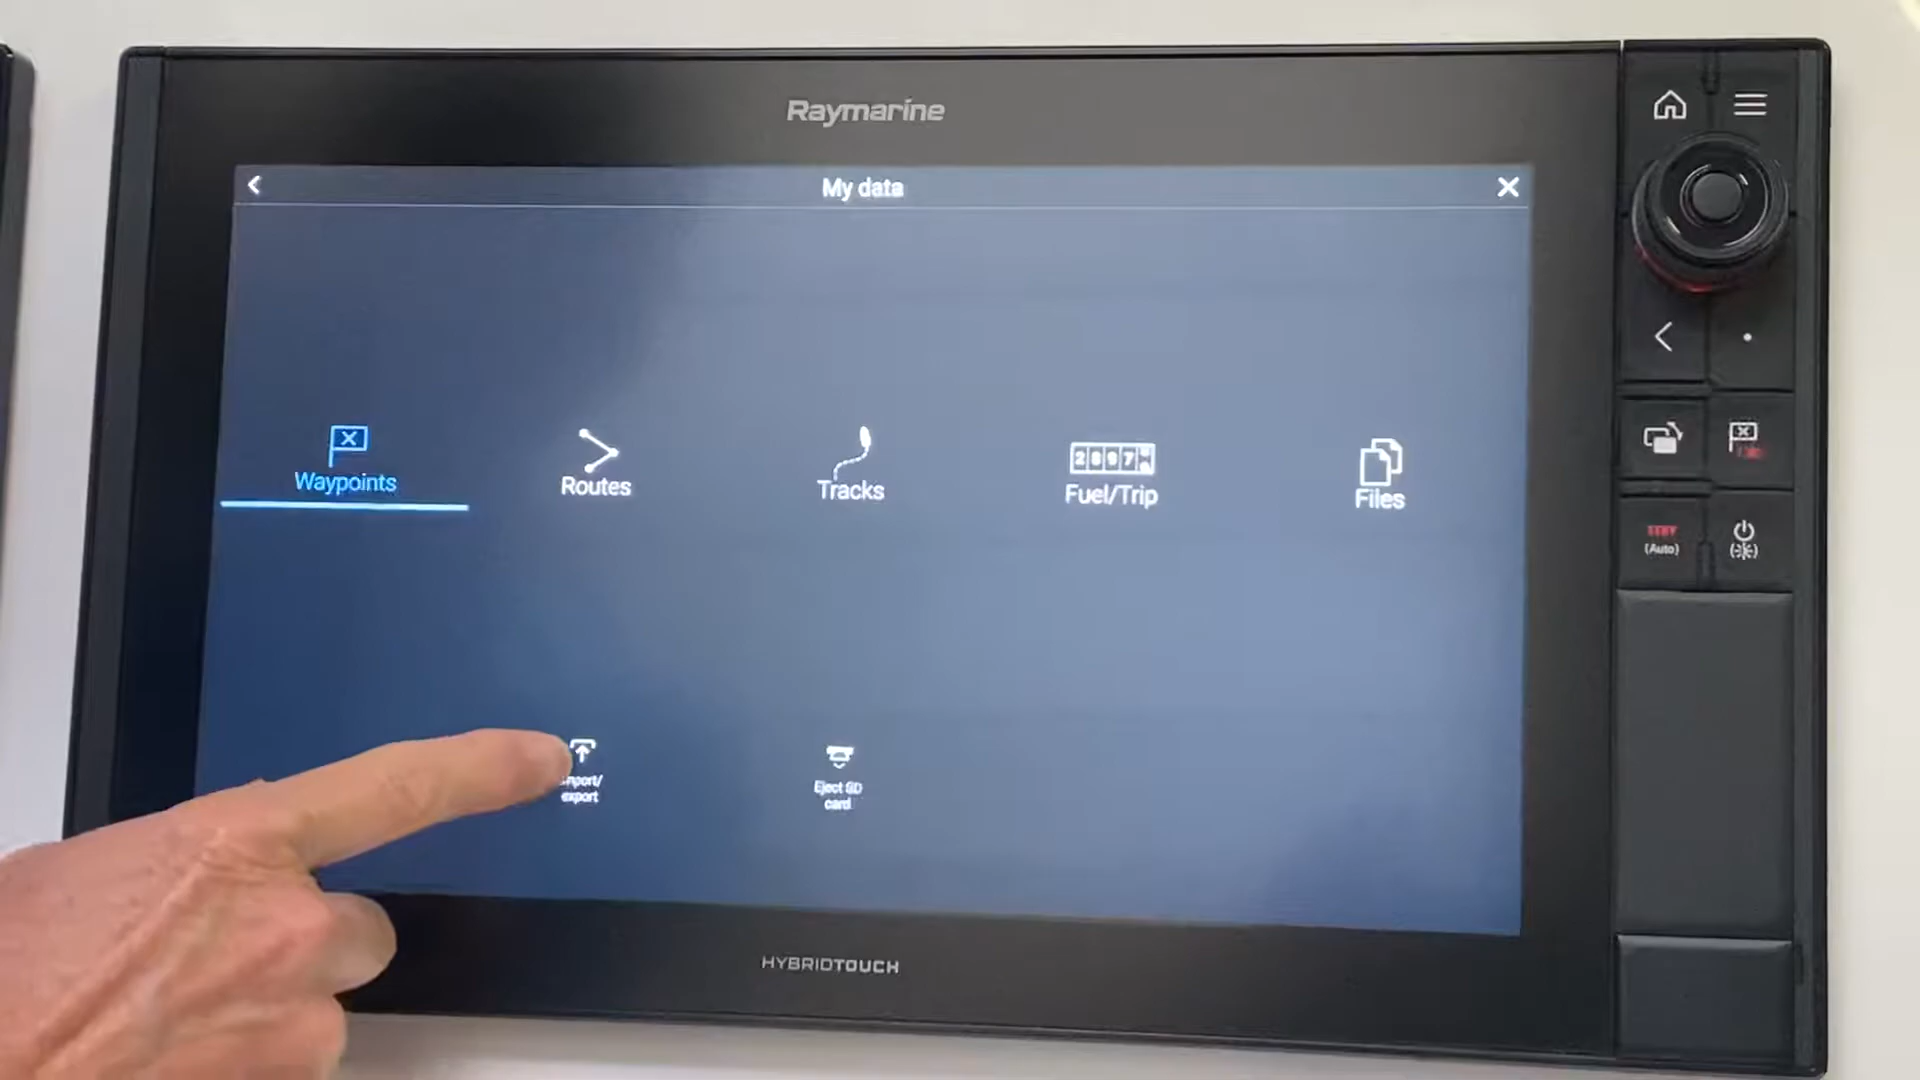 Raymarine
My data
Waypoints
Routes
Tracks
Fuel/Trip
Files
export
Eject SD
card
(Auto)
HYBRIDTOUCH